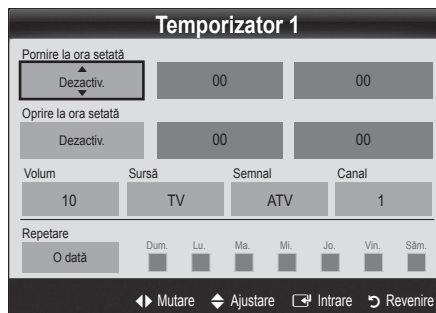 Temporizator 1
Pornire la ora setată
Dezactiv. 00 00
Oprire la ora setată
Dezactiv. 00 00
Volum Sursă Semnal Canal
10 TV ATV 1
Repetare
O dată Dum. Lu. Ma. Mi. Jo. Vin. Sâm.
Mutare Ajustare Intrare Revenire